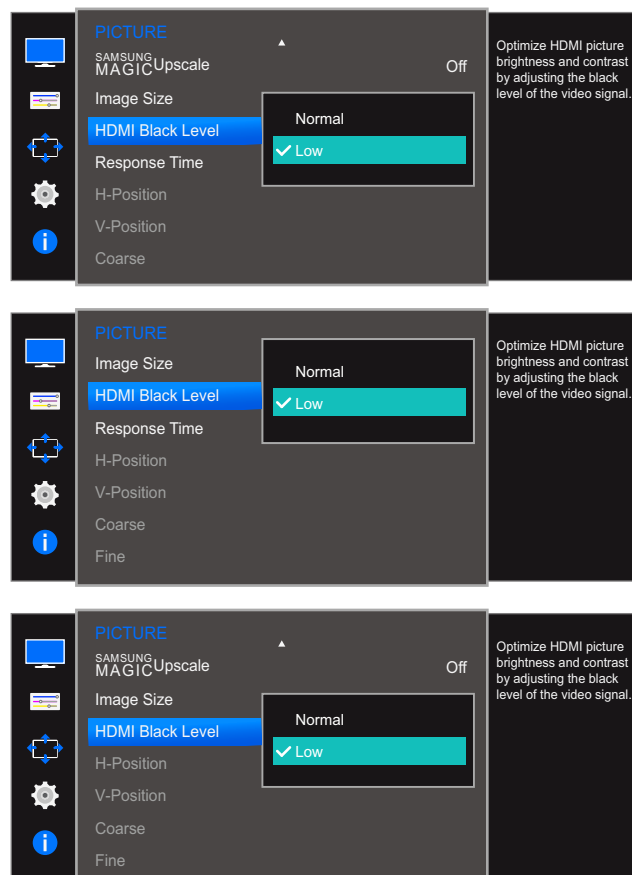 PICTURE
SAMSUNG
MAGIC Upscale Off
Image Size
HDMI Black Level
Response Time
H-Position
V-Position
Coarse
Normal
Low
Optimize HDMI picture
brightness and contrast
by adjusting the black
level of the video signal.
PICTURE
Image Size
HDMI Black Level
Response Time
H-Position
V-Position
Coarse
Fine
Normal
Low
Optimize HDMI picture
brightness and contrast
by adjusting the black
level of the video signal.
PICTURE
SAMSUNG
MAGIC Upscale Off
Image Size
HDMI Black Level
H-Position
V-Position
Coarse
Fine
Normal
Low
Optimize HDMI picture
brightness and contrast
by adjusting the black
level of the video signal.